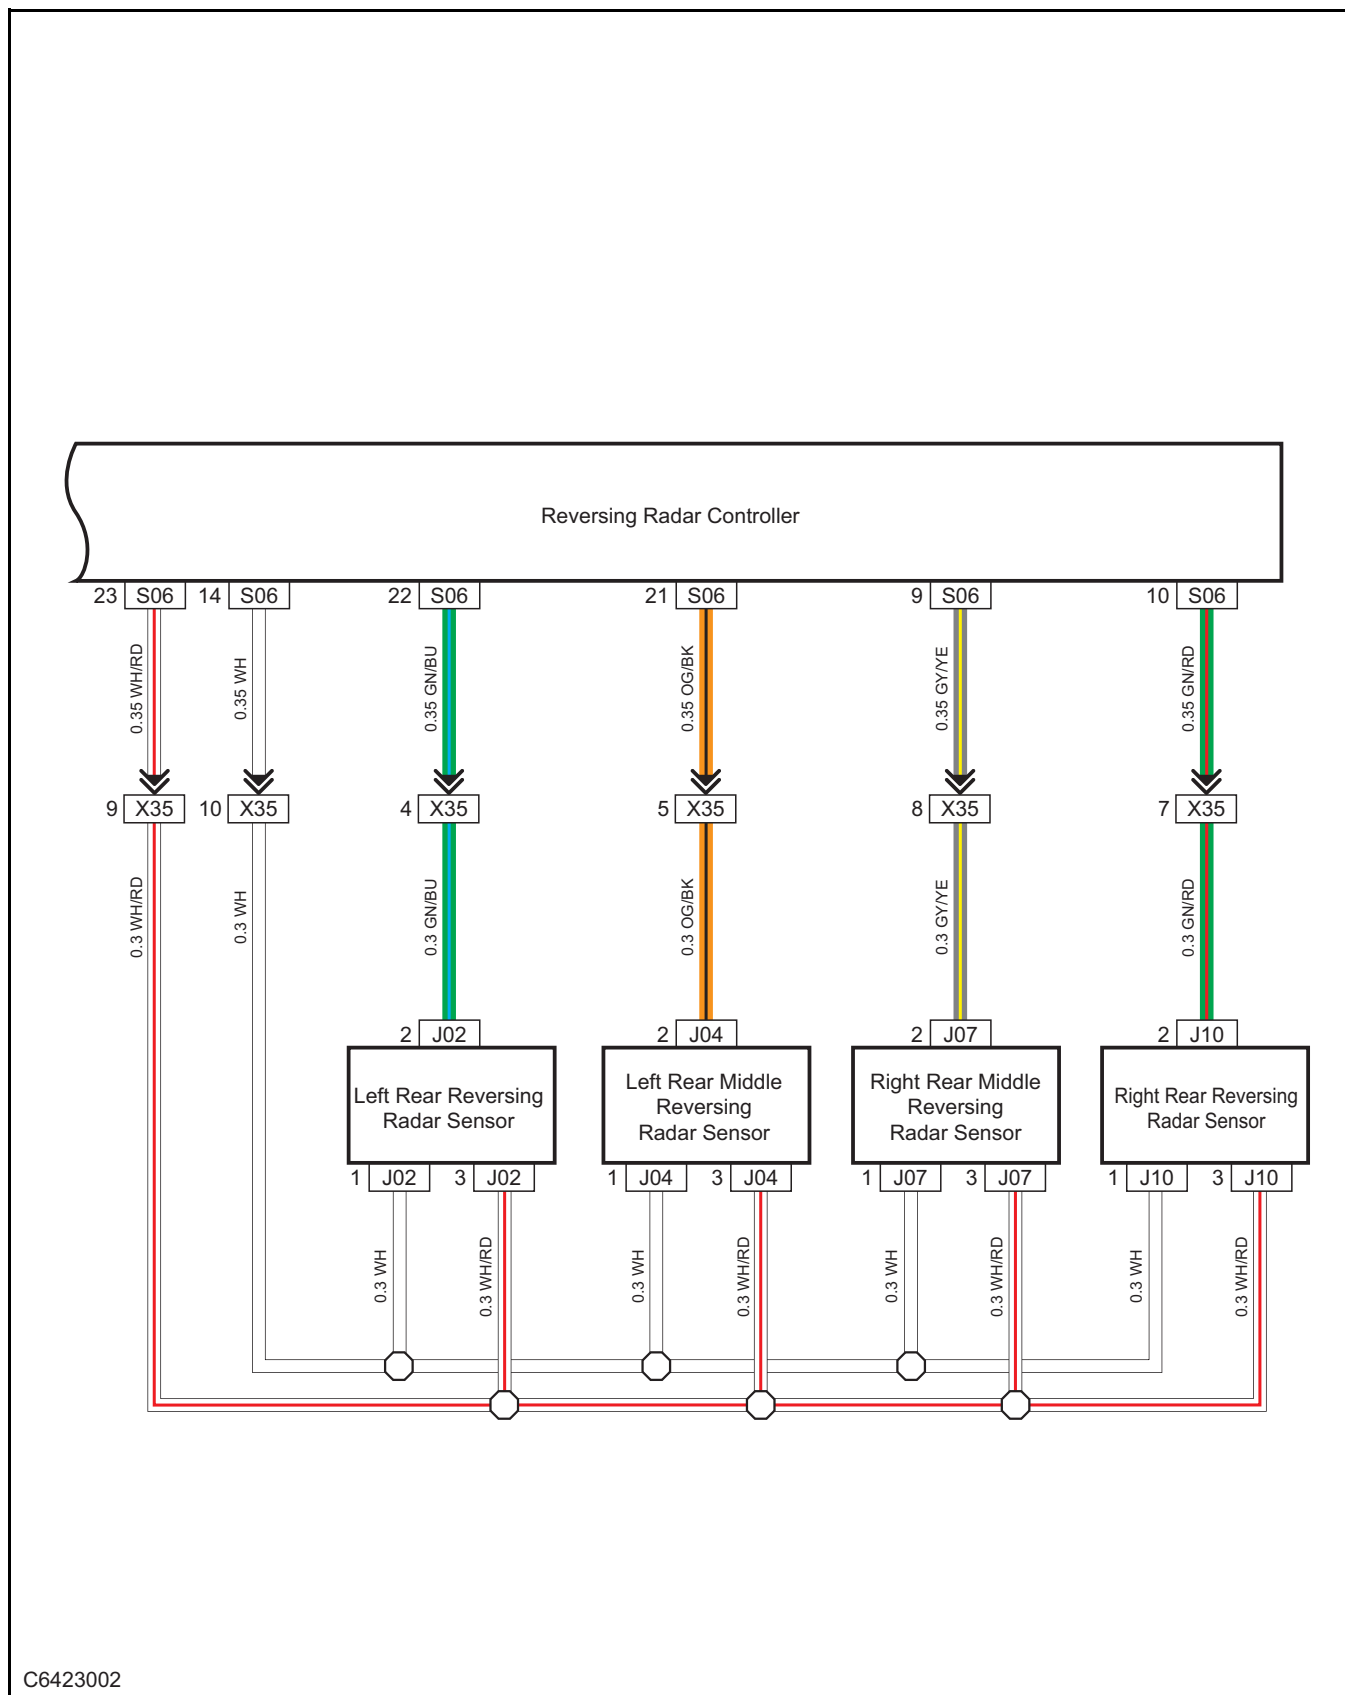 Reversing Radar Controller
23 S06 14 S06 22 S06 21 S06 9 S06 10 S06
0.35 WH/RD
0.35 WH
0.35 GN/BU
0.35 OG/BK
0.35 GY/YE
0.35 GN/RD
9 X35 10 X35 4 X35 5 X35 8 X35 7 X35
0.3 WH/RD
0.3 WH
0.3 GN/BU
0.3 OG/BK
0.3 GY/YE
0.3 GN/RD
2 J02 2 J04 2 J07 2 J10
Left Rear Reversing
Radar Sensor
Left Rear Middle
Reversing
Radar Sensor
Right Rear Middle
Reversing
Radar Sensor
Right Rear Reversing
Radar Sensor
1 J02 3 J02 1 J04 3 J04 1 J07 3 J07 1 J10 3 J10
0.3 WH
0.3 WH/RD
0.3 WH
0.3 WH/RD
0.3 WH
0.3 WH/RD
0.3 WH
0.3 WH/RD
C6423002